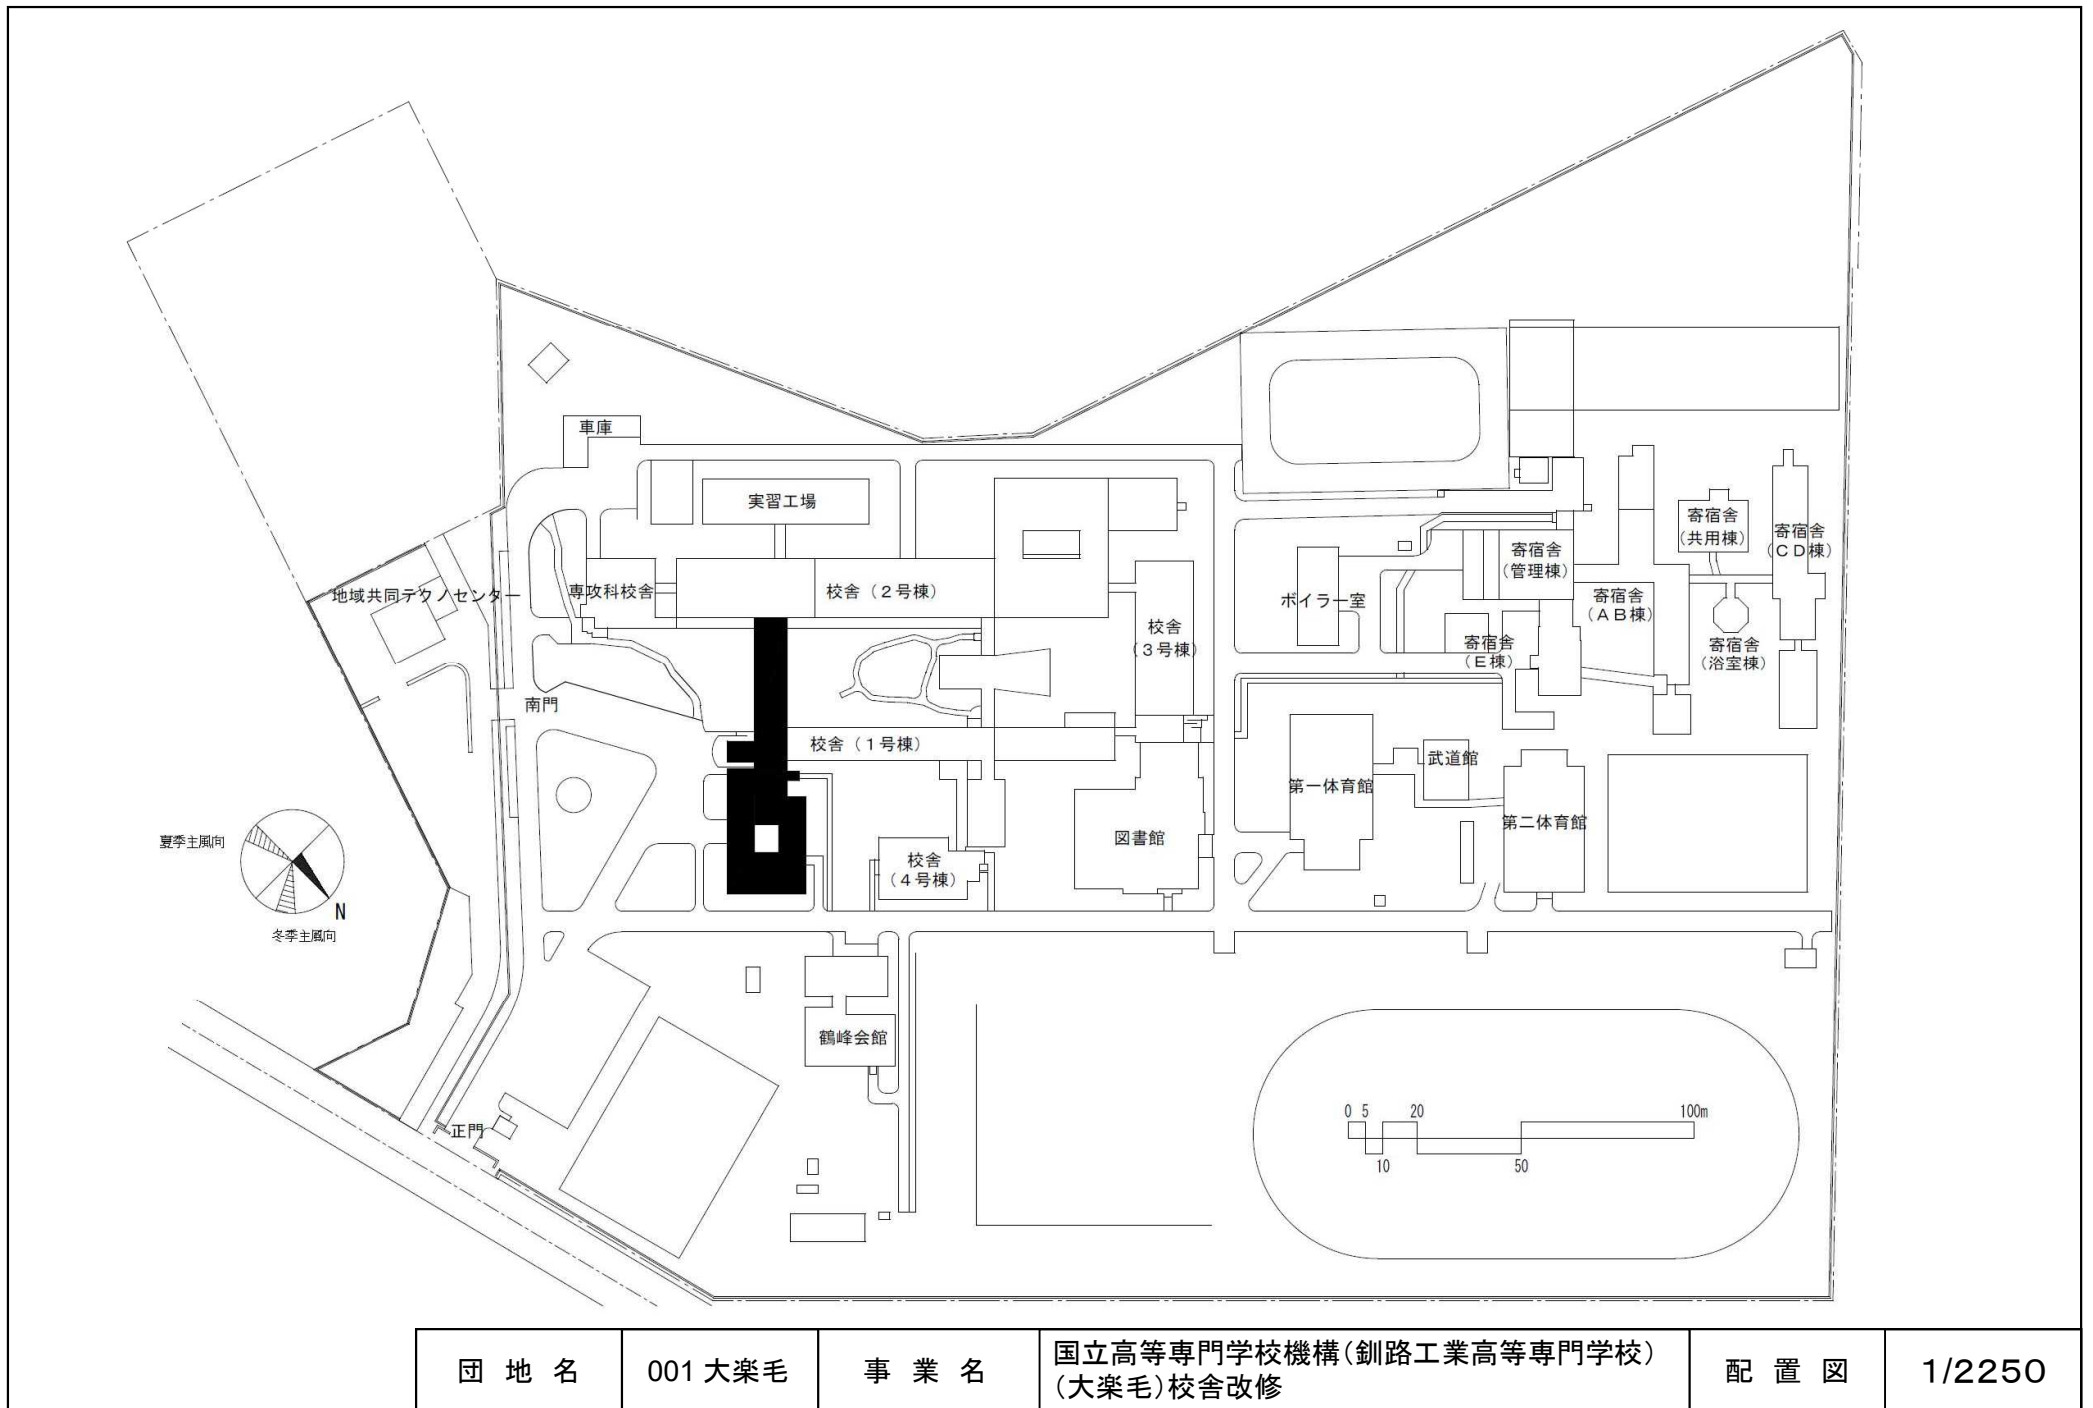 車庫
実習工場
寄宿舎
(共用棟)
寄宿舎
(CD棟)
寄宿舎
(管理棟)
地域共同テクノセンター
専攻科校舎
校舎(2号棟)
ボイラー室
寄宿舎
(AB棟)
校舎
(3号棟)
寄宿舎
(E棟)
寄宿舎
(浴室棟)
南門
校舎(1号棟)
武道館
第一体育館
第二体育館
図書館
校舎
(4号棟)
夏季主風向
N
冬季主風向
鶴峰会館
正門
0 5 20 100m
10 50
団地名 001 大楽毛 事業名 国立高等専門学校機構(釧路工業高等専門学校)
(大楽毛)校舎改修
配置図 1/2250